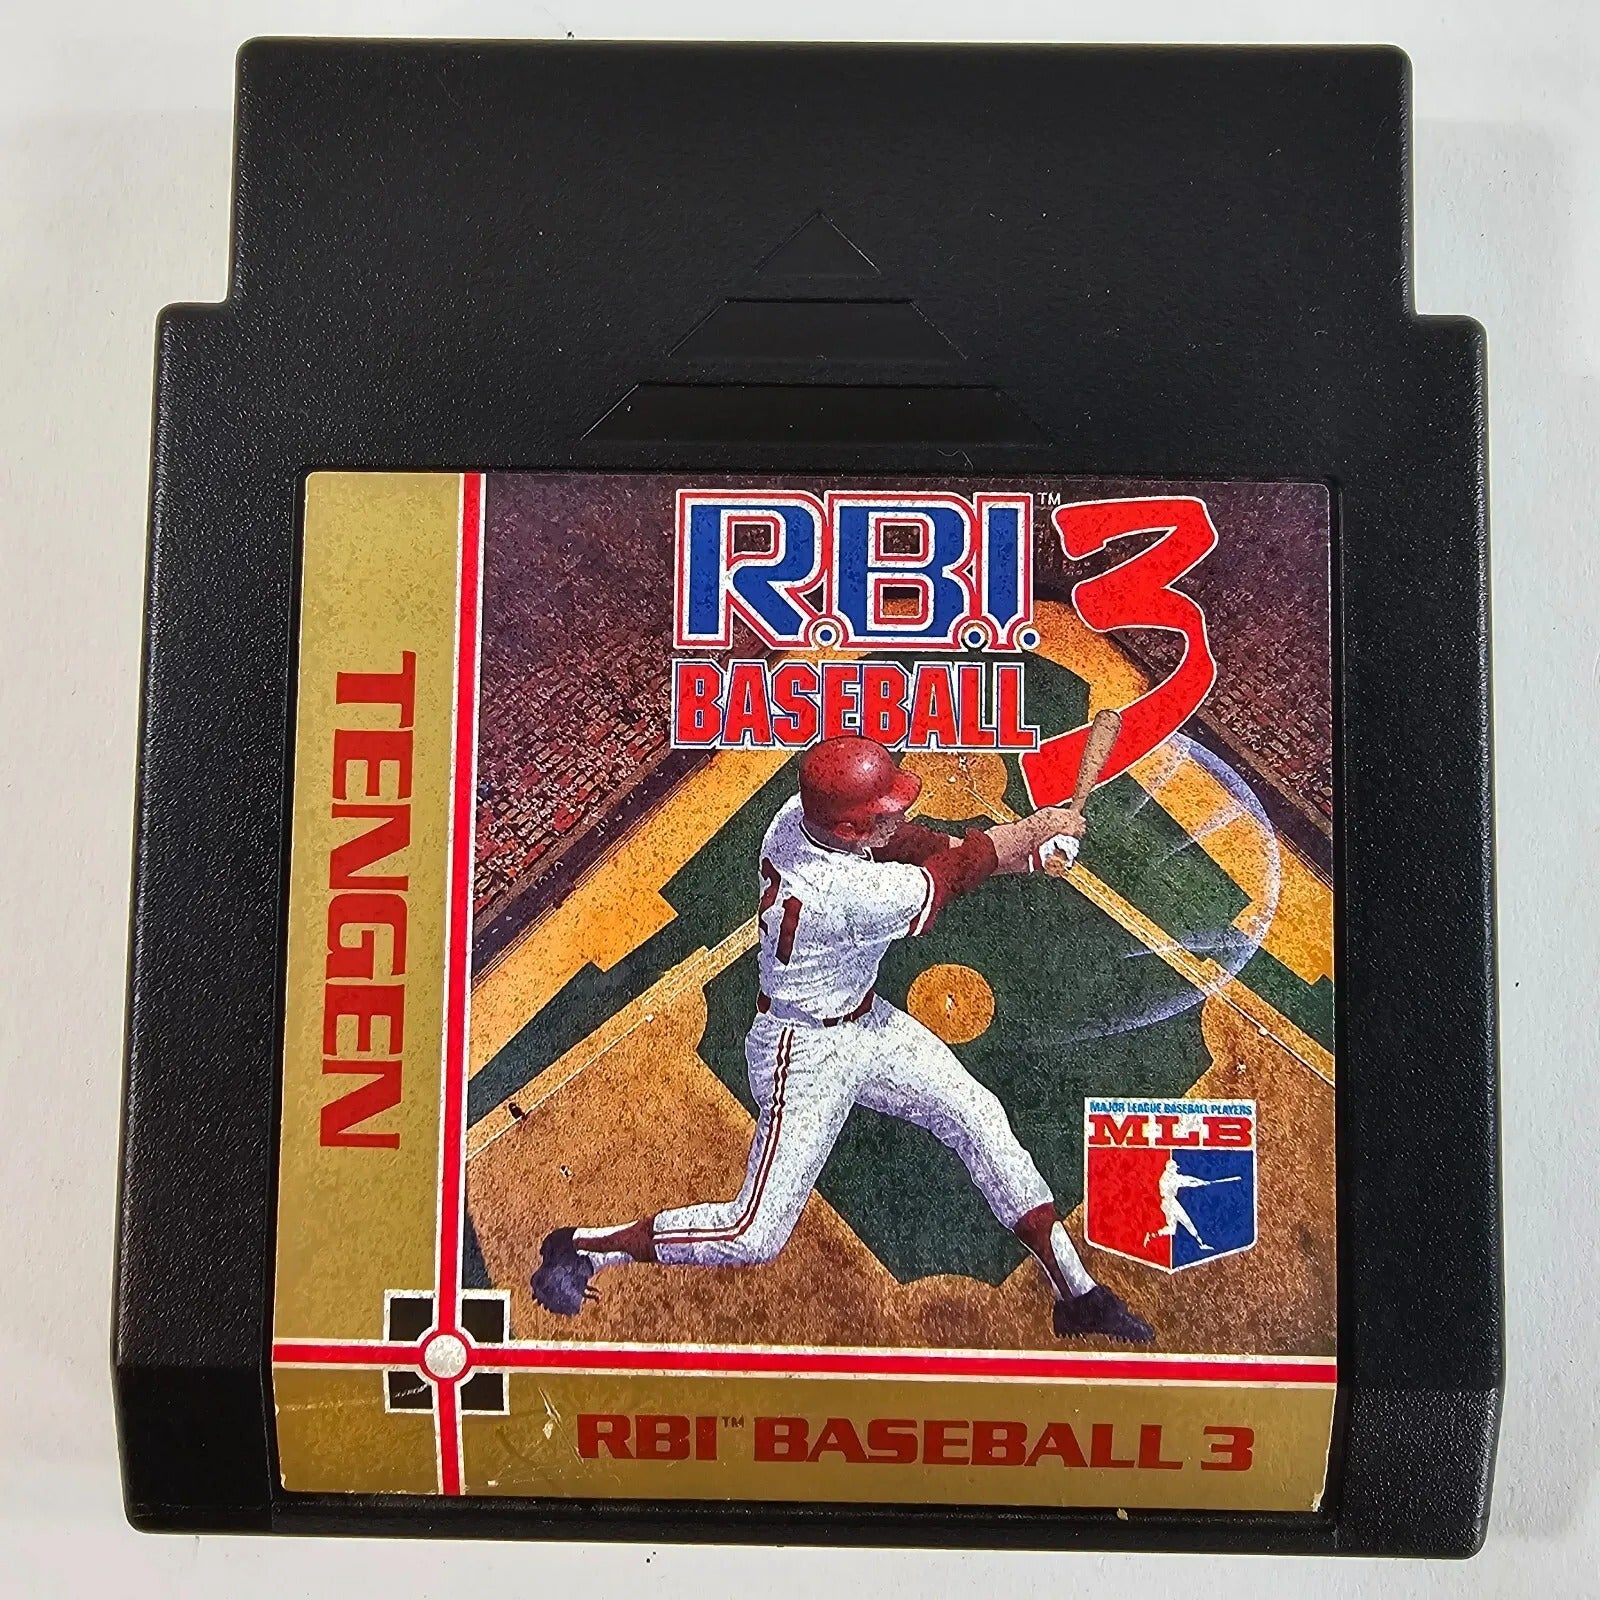 R.B.I.™ 3
BASEBALL
TENGEN
21
MAJOR LEAGUE BASEBALL PLAYERS
MLB
RBI™ BASEBALL 3